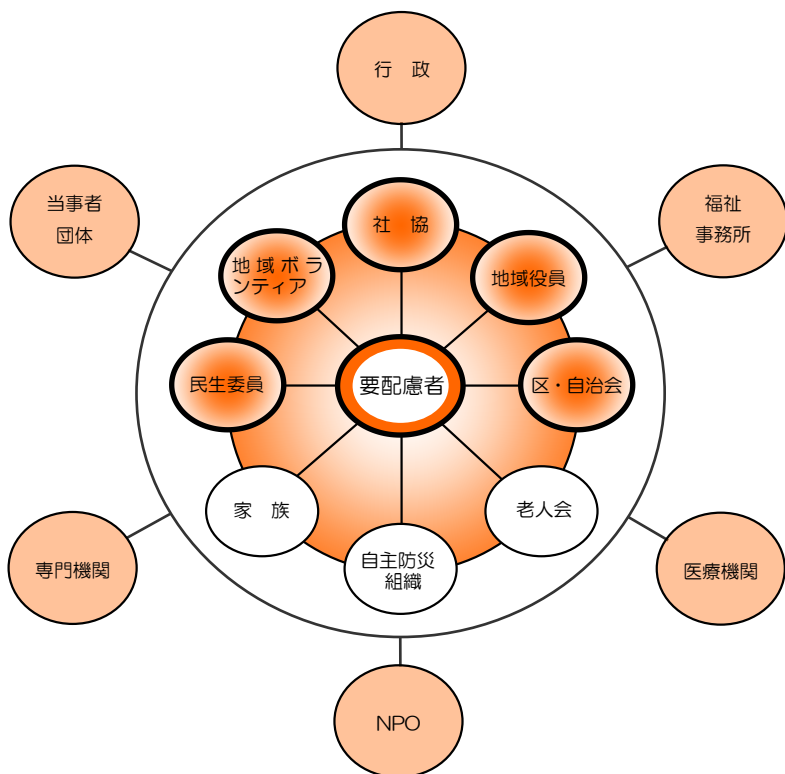 行　政
当事者
団体
福祉
事務所
社　協
地域ボラ
ンティア
地域役員
民生委員
要配慮者
区・自治会
家　族
老人会
自主防災
組織
専門機関
医療機関
NPO